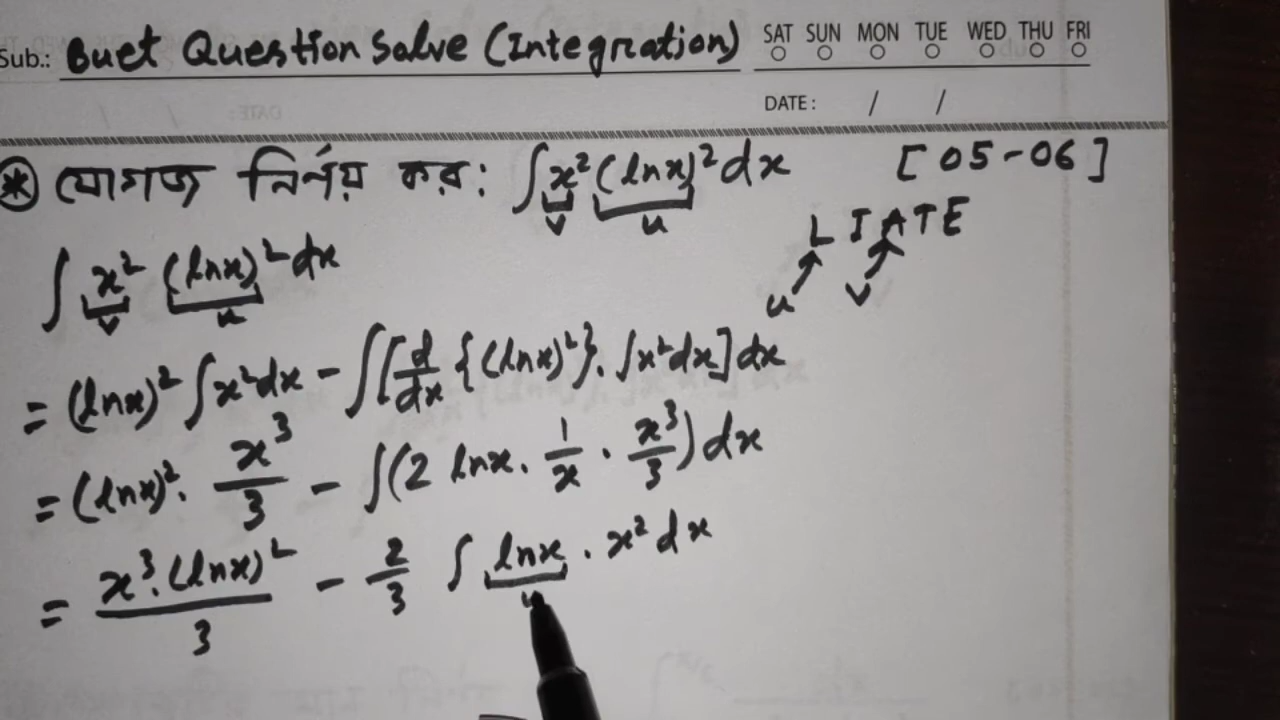 Sub.: Buet Question Solve (Integration) SAT SUN MON TUE WED THU FRI
DATE: / /
* যোগজ নির্ণয় কর: ∫x²(lnx)²dx [05-06]
v u
L I A T E
∫ x² (lnx)² dx
v u
u v
= (lnx)² ∫x²dx - ∫[d/dx {(lnx)²}. ∫x²dx]dx
= (lnx)². x³/3 - ∫(2 lnx. 1/x . x³/3) dx
= x³.(lnx)²/3 - 2/3 ∫ lnx . x² dx
u